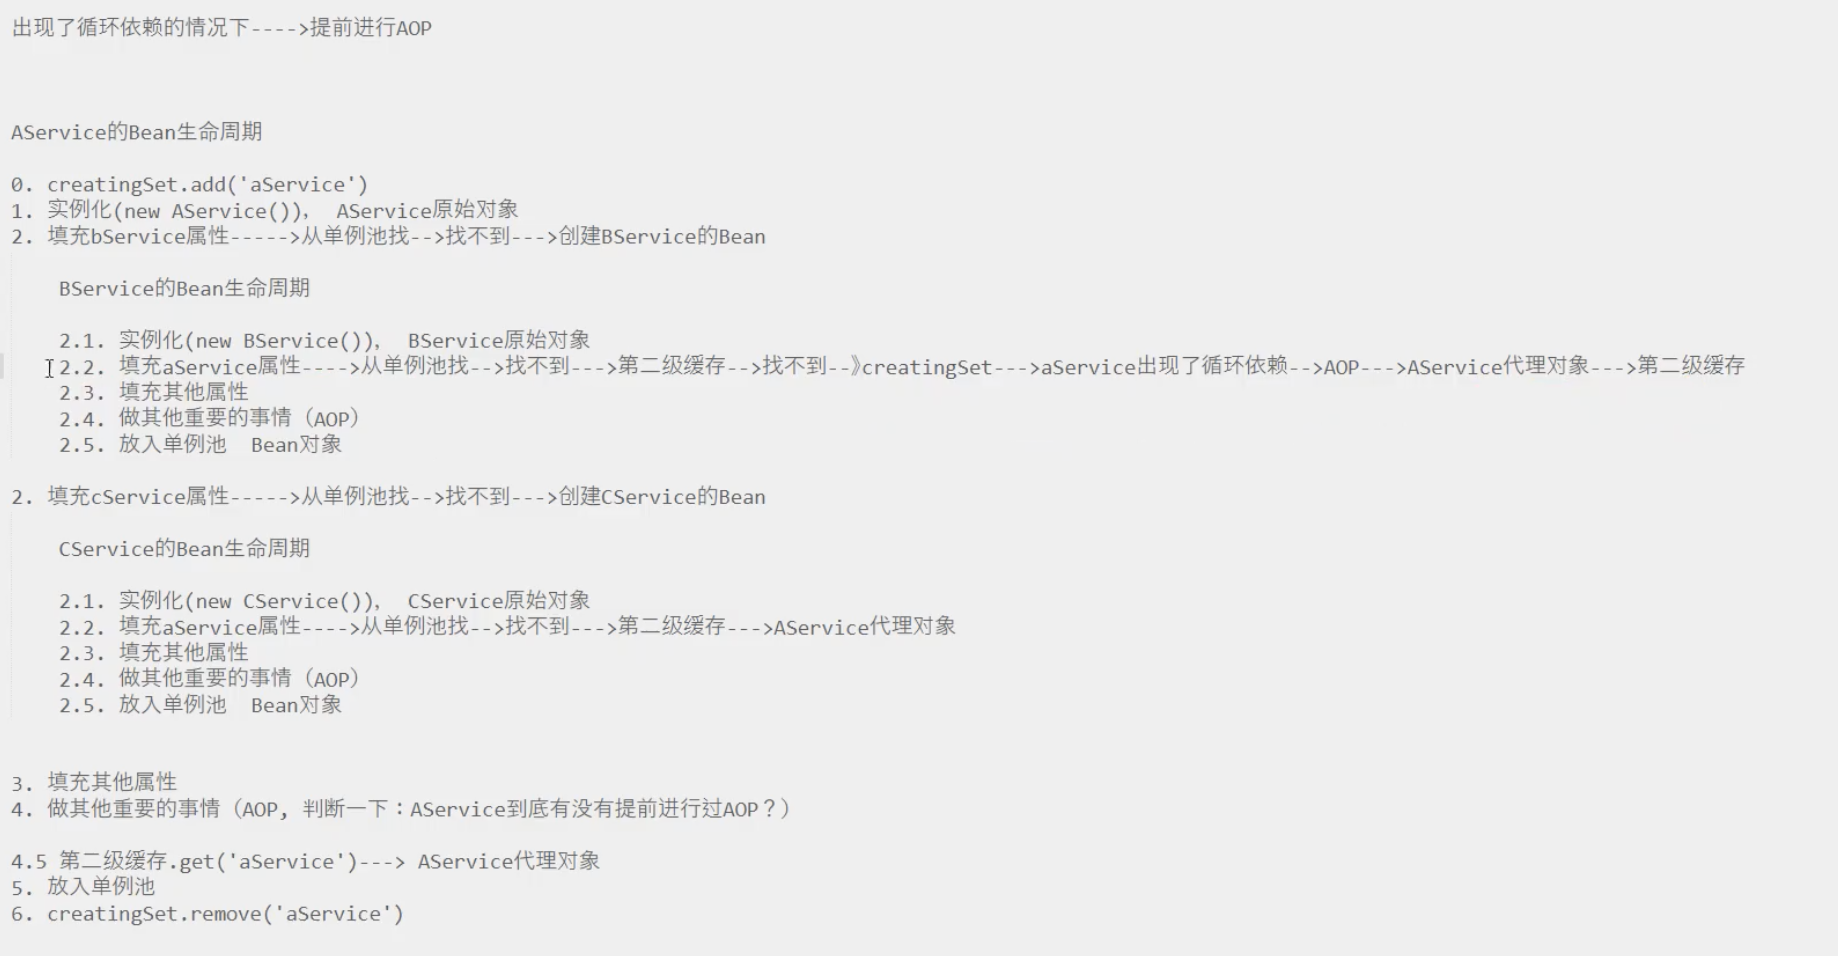 出现了循环依赖的情况下---->提前进行AOP
AService的Bean生命周期
0. creatingSet.add('aService')
1. 实例化(new AService())， AService原始对象
2. 填充bService属性----->从单例池找-->找不到--->创建BService的Bean
BService的Bean生命周期
2.1. 实例化(new BService())， BService原始对象
2.2. 填充aService属性---->从单例池找-->找不到--->第二级缓存-->找不到--》creatingSet--->aService出现了循环依赖-->AOP--->AService代理对象--->第二级缓存
2.3. 填充其他属性
2.4. 做其他重要的事情（AOP）
2.5. 放入单例池  Bean对象
2. 填充cService属性----->从单例池找-->找不到--->创建CService的Bean
CService的Bean生命周期
2.1. 实例化(new CService())， CService原始对象
2.2. 填充aService属性---->从单例池找-->找不到--->第二级缓存--->AService代理对象
2.3. 填充其他属性
2.4. 做其他重要的事情（AOP）
2.5. 放入单例池  Bean对象
3. 填充其他属性
4. 做其他重要的事情（AOP, 判断一下：AService到底有没有提前进行过AOP？）
4.5 第二级缓存.get('aService')---> AService代理对象
5. 放入单例池
6. creatingSet.remove('aService')